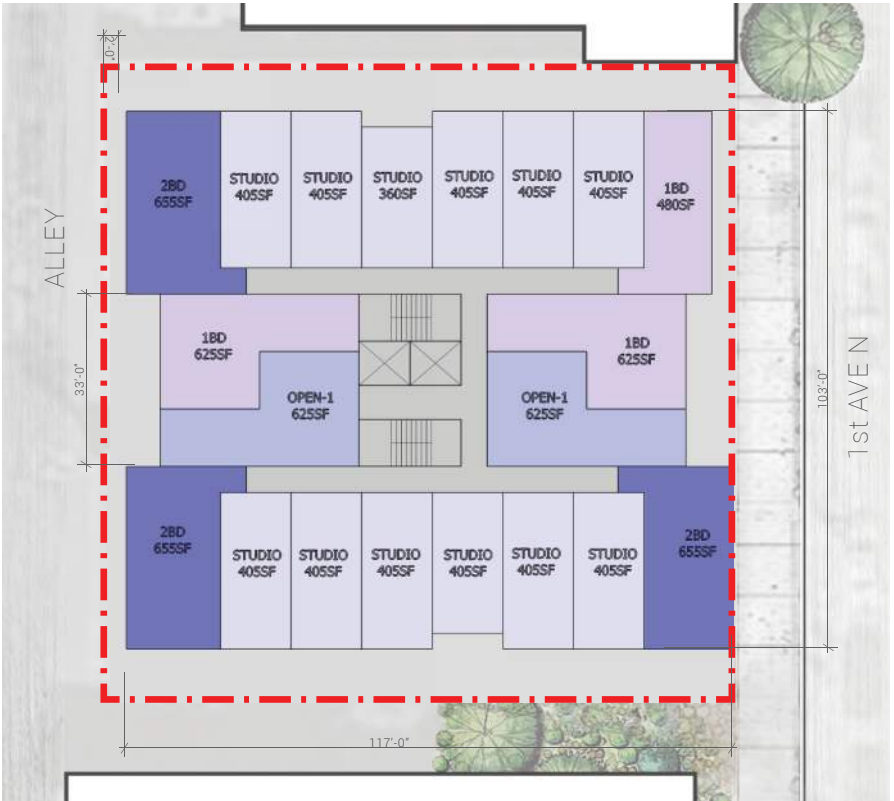 2'-0"
2BD
655SF
STUDIO
405SF
STUDIO
405SF
STUDIO
360SF
STUDIO
405SF
STUDIO
405SF
STUDIO
405SF
1BD
480SF
ALLEY
33'-0"
1BD
625SF
OPEN-1
625SF
1BD
625SF
OPEN-1
625SF
103'-0"
1st AVE N
2BD
655SF
STUDIO
405SF
STUDIO
405SF
STUDIO
405SF
STUDIO
405SF
STUDIO
405SF
STUDIO
405SF
2BD
655SF
117'-0"